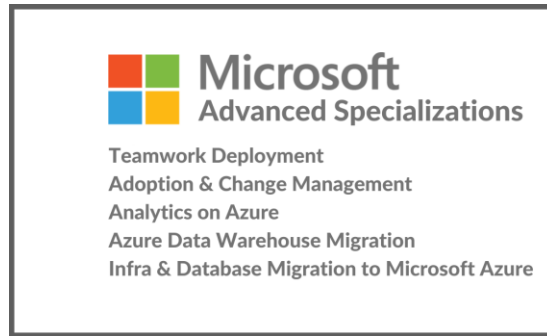 Microsoft
Advanced Specializations
Teamwork Deployment
Adoption & Change Management
Analytics on Azure
Azure Data Warehouse Migration
Infra & Database Migration to Microsoft Azure